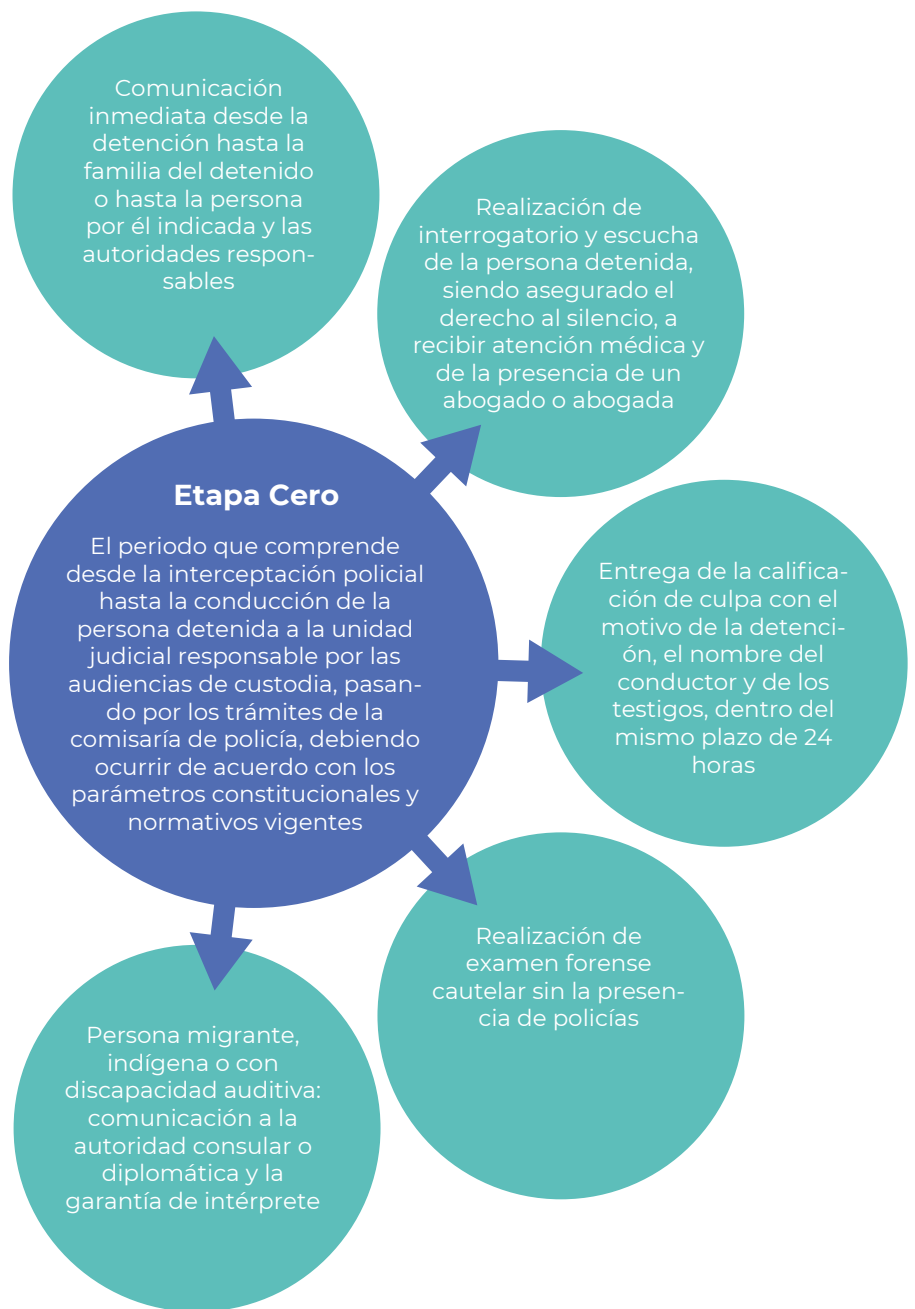 Comunicación
inmediata desde la
detención hasta la
familia del detenido
o hasta la persona
por él indicada y las
autoridades respon-
sables
Realización de
interrogatorio y escucha
de la persona detenida,
siendo asegurado el
derecho al silencio, a
recibir atención médica y
de la presencia de un
abogado o abogada
Etapa Cero
El periodo que comprende
desde la interceptación policial
hasta la conducción de la
persona detenida a la unidad
judicial responsable por las
audiencias de custodia, pasan-
do por los trámites de la
comisaría de policía, debiendo
ocurrir de acuerdo con los
parámetros constitucionales y
normativos vigentes
Entrega de la califica-
ción de culpa con el
motivo de la detenci-
ón, el nombre del
conductor y de los
testigos, dentro del
mismo plazo de 24
horas
Realización de
examen forense
cautelar sin la presen-
cia de policías
Persona migrante,
indígena o con
discapacidad auditiva:
comunicación a la
autoridad consular o
diplomática y la
garantía de intérprete